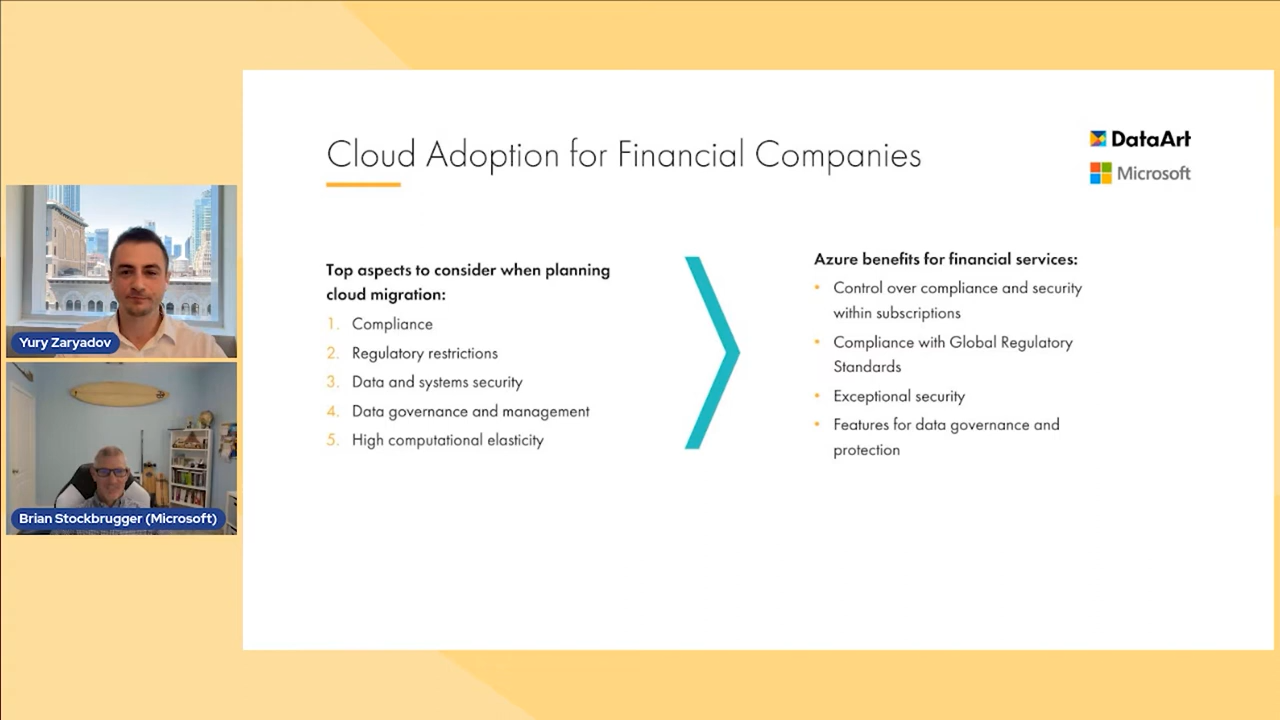 Cloud Adoption for Financial Companies
DataArt
Microsoft
Top aspects to consider when planning
cloud migration:
1. Compliance
2. Regulatory restrictions
3. Data and systems security
4. Data governance and management
5. High computational elasticity
Azure benefits for financial services:
• Control over compliance and security
within subscriptions
• Compliance with Global Regulatory
Standards
• Exceptional security
• Features for data governance and
protection
Yury Zaryadov
Brian Stockbrugger (Microsoft)